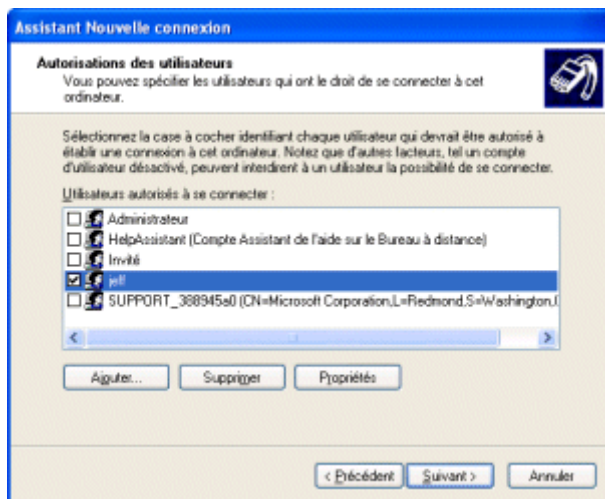 Assistant Nouvelle connexion
Autorisations des utilisateurs
Vous pouvez spécifier les utilisateurs qui ont le droit de se connecter à cet
ordinateur.
Sélectionnez la case à cocher identifiant chaque utilisateur qui devrait être autorisé à
établir une connexion à cet ordinateur. Notez que d'autres facteurs, tel un compte
d'utilisateur désactivé, peuvent interdirent à un utilisateur la possibilité de se connecter.
Utilisateurs autorisés à se connecter :
Administrateur
HelpAssistant (Compte Assistant de l'aide sur le Bureau à distance)
Invité
jeff
SUPPORT_388945a0 (CN=Microsoft Corporation,L=Redmond,S=Washington,
Ajouter... Supprimer Propriétés
< Précédent Suivant > Annuler